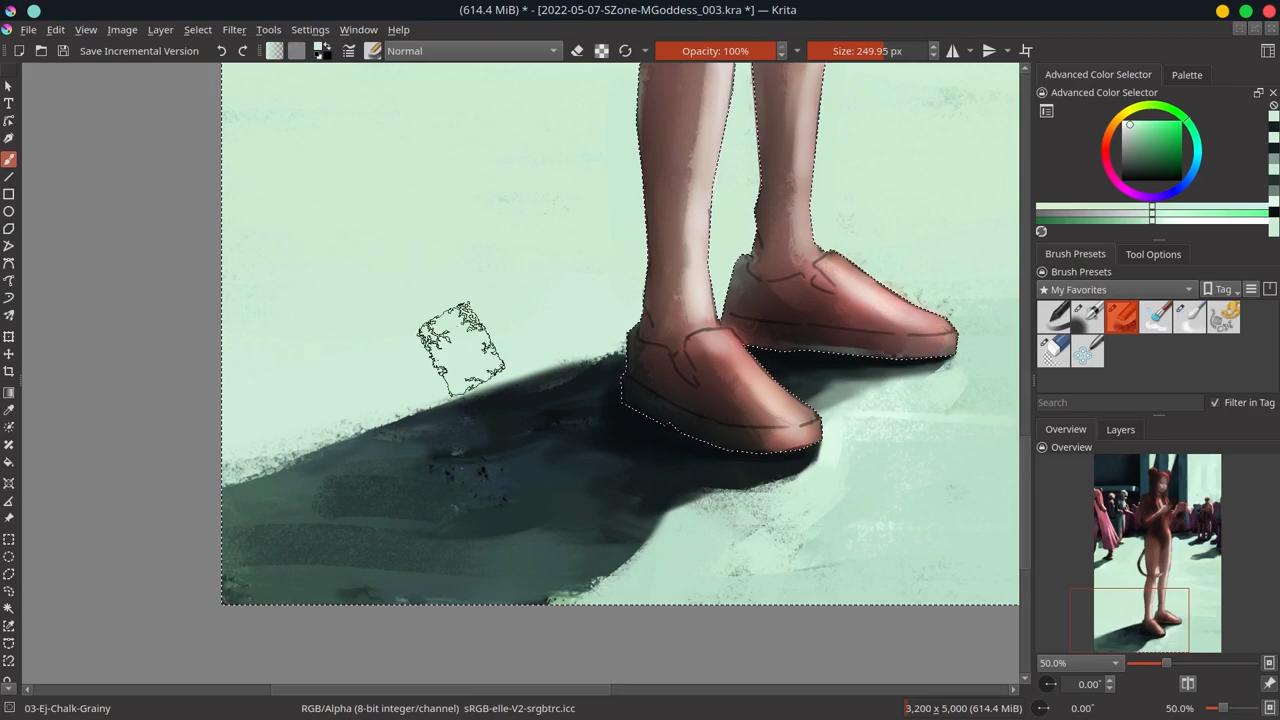 (614.4 MiB) * - [2022-05-07-SZone-MGoddess_003.kra *] — Krita
File Edit View Image Layer Select Filter Tools Settings Window Help
Save Incremental Version Normal Opacity: 100% Size: 249.95 px
Advanced Color Selector Palette
Advanced Color Selector
Brush Presets Tool Options
Brush Presets
★ My Favorites Tag
Search Filter in Tag
Overview Layers
Overview
50.0%
0.00°
03-Ej-Chalk-Grainy RGB/Alpha (8-bit integer/channel) sRGB-elle-V2-srgbtrc.icc 3,200 x 5,000 (614.4 MiB) 0.00° 50.0%